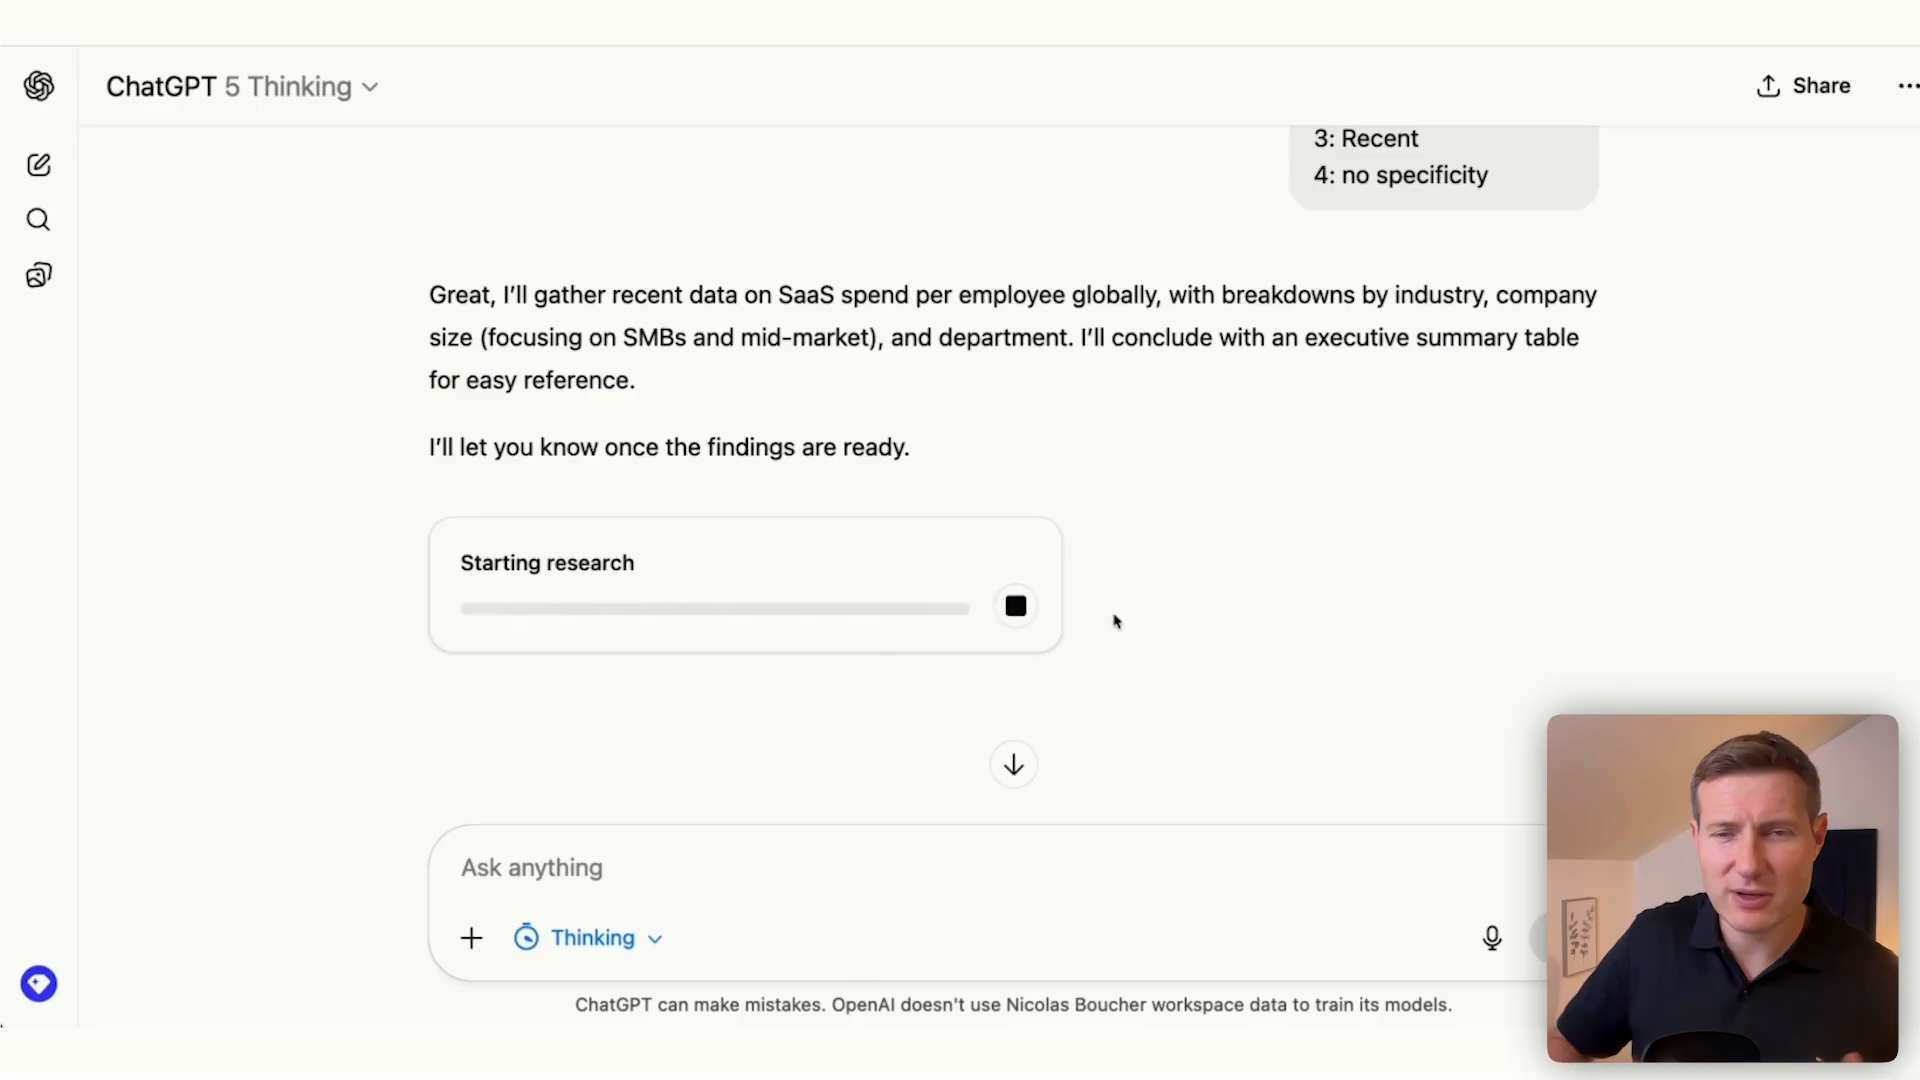 ChatGPT 5 Thinking
Share
3: Recent
4: no specificity
Great, I’ll gather recent data on SaaS spend per employee globally, with breakdowns by industry, company
size (focusing on SMBs and mid-market), and department. I’ll conclude with an executive summary table
for easy reference.
I’ll let you know once the findings are ready.
Starting research
Ask anything
Thinking
ChatGPT can make mistakes. OpenAI doesn't use Nicolas Boucher workspace data to train its models.